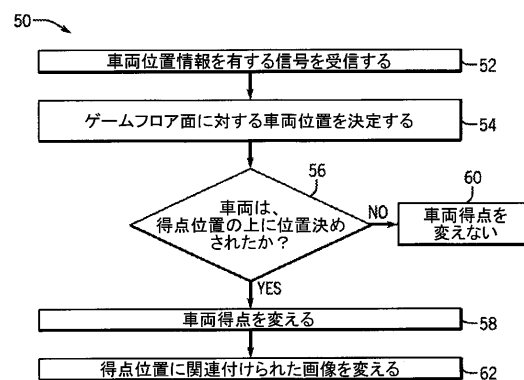 50
車両位置情報を有する信号を受信する
52
ゲームフロア面に対する車両位置を決定する
54
56
車両は、
得点位置の上に位置決め
されたか？
NO
60
車両得点を
変えない
YES
車両得点を変える
58
得点位置に関連付けられた画像を変える
62